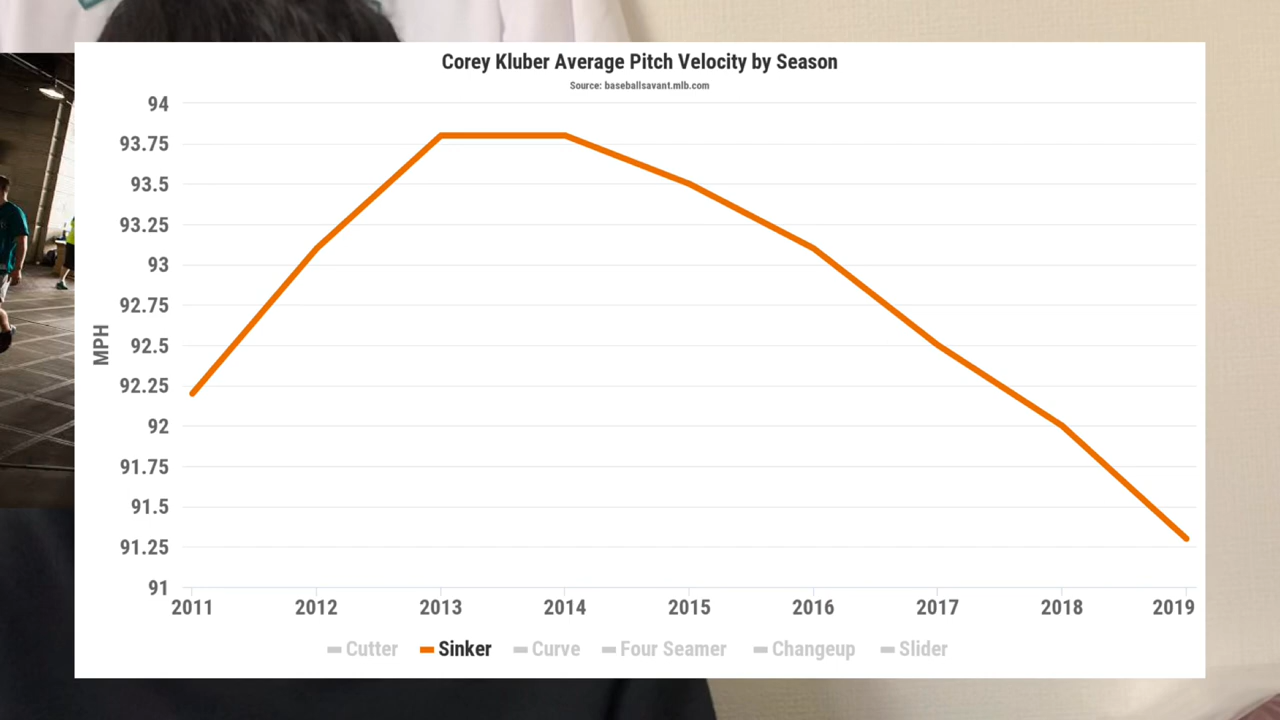 Corey Kluber Average Pitch Velocity by Season
Source: baseballsavant.mlb.com
94
93.75
93.5
93.25
93
92.75
92.5
92.25
92
91.75
91.5
91.25
91
MPH
2011 2012 2013 2014 2015 2016 2017 2018 2019
Cutter Sinker Curve Four Seamer Changeup Slider